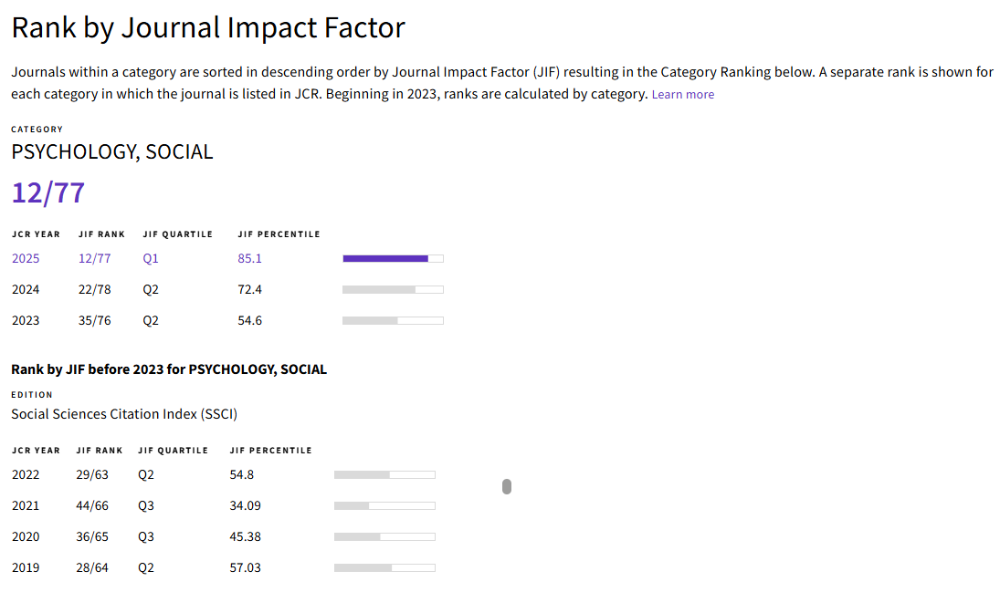 Rank by Journal Impact Factor
Journals within a category are sorted in descending order by Journal Impact Factor (JIF) resulting in the Category Ranking below. A separate rank is shown for
each category in which the journal is listed in JCR. Beginning in 2023, ranks are calculated by category. Learn more
CATEGORY
PSYCHOLOGY, SOCIAL
12/77
JCR YEAR JIF RANK JIF QUARTILE JIF PERCENTILE
2025 12/77 Q1 85.1
2024 22/78 Q2 72.4
2023 35/76 Q2 54.6
Rank by JIF before 2023 for PSYCHOLOGY, SOCIAL
EDITION
Social Sciences Citation Index (SSCI)
JCR YEAR JIF RANK JIF QUARTILE JIF PERCENTILE
2022 29/63 Q2 54.8
2021 44/66 Q3 34.09
2020 36/65 Q3 45.38
2019 28/64 Q2 57.03